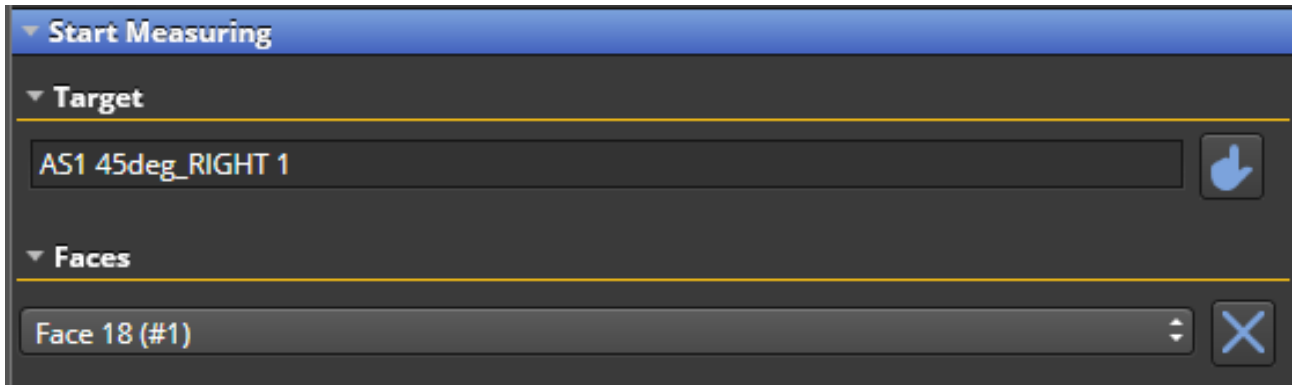 Start Measuring
Target
AS1 45deg_RIGHT 1
Faces
Face 18 (#1)